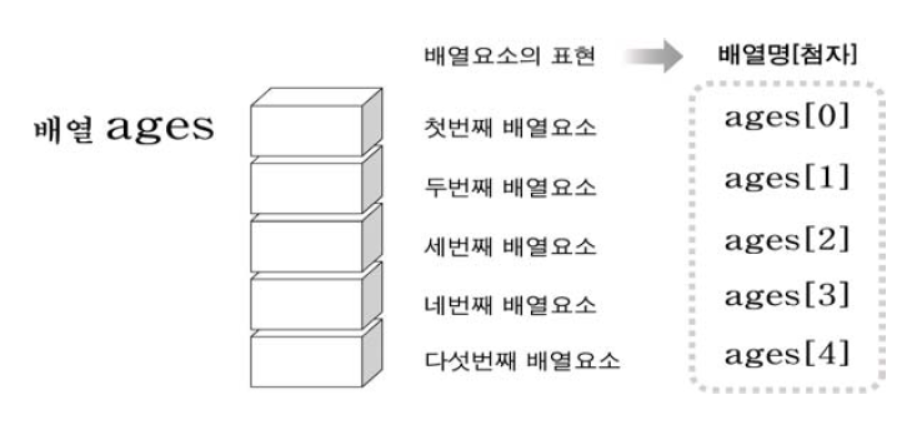 배열요소의 표현 배열명[첨자]
배열 ages
첫번째 배열요소 ages[0]
두번째 배열요소 ages[1]
세번째 배열요소 ages[2]
네번째 배열요소 ages[3]
다섯번째 배열요소 ages[4]